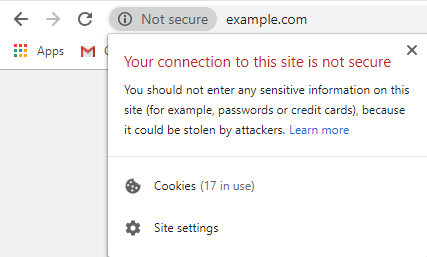 Not secure example.com
Apps
Your connection to this site is not secure
You should not enter any sensitive information on this
site (for example, passwords or credit cards), because
it could be stolen by attackers. Learn more
Cookies (17 in use)
Site settings